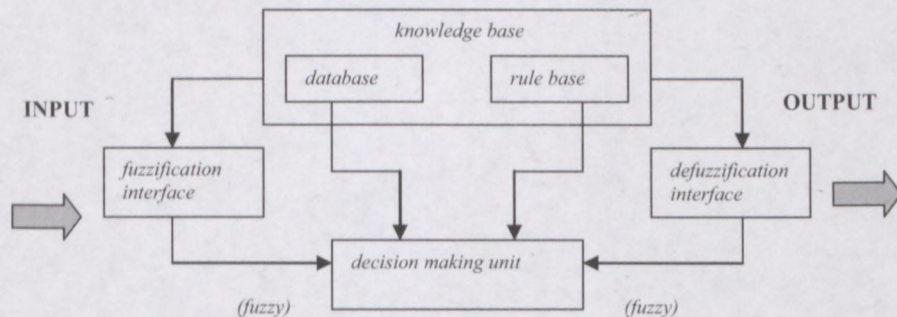 knowledge base
database
rule base
INPUT
OUTPUT
fuzzification
interface
defuzzification
interface
decision making unit
(fuzzy)
(fuzzy)